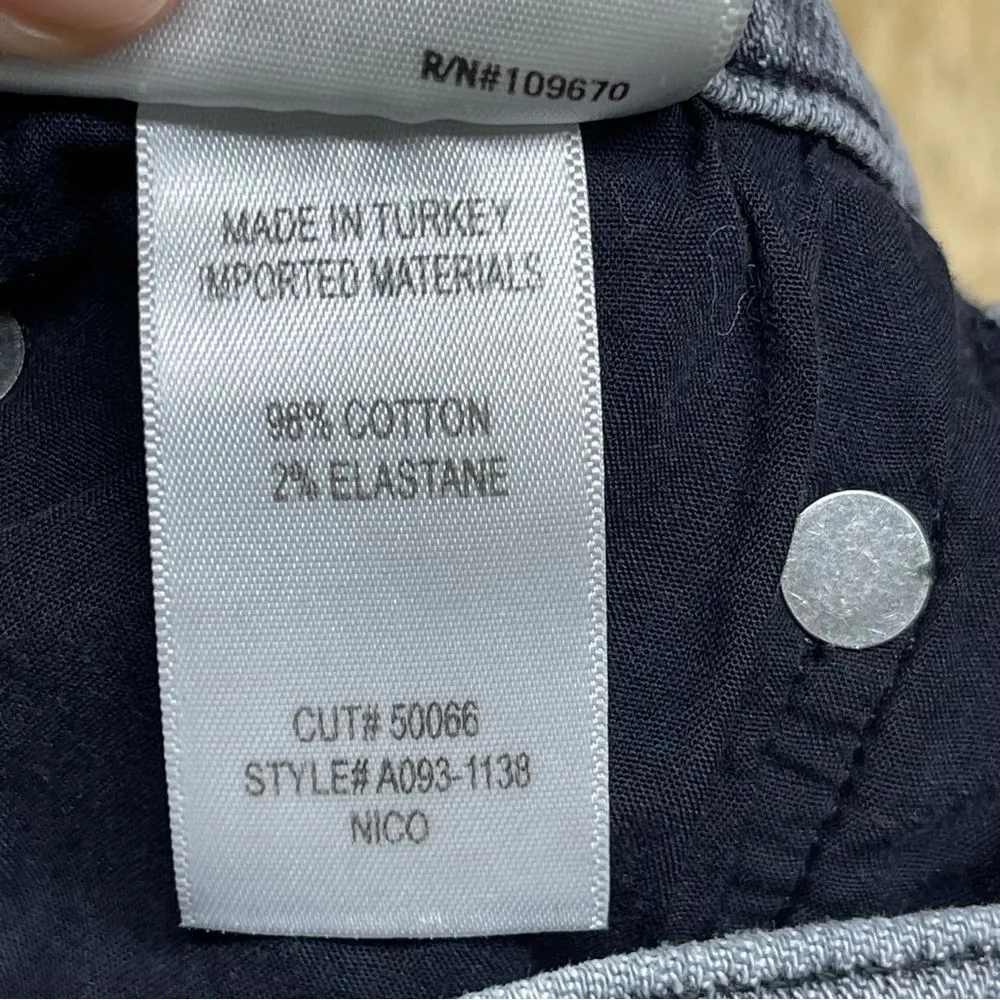 R/N#109670
MADE IN TURKEY
IMPORTED MATERIALS
98% COTTON
2% ELASTANE
CUT# 50066
STYLE# A093-1138
NICO